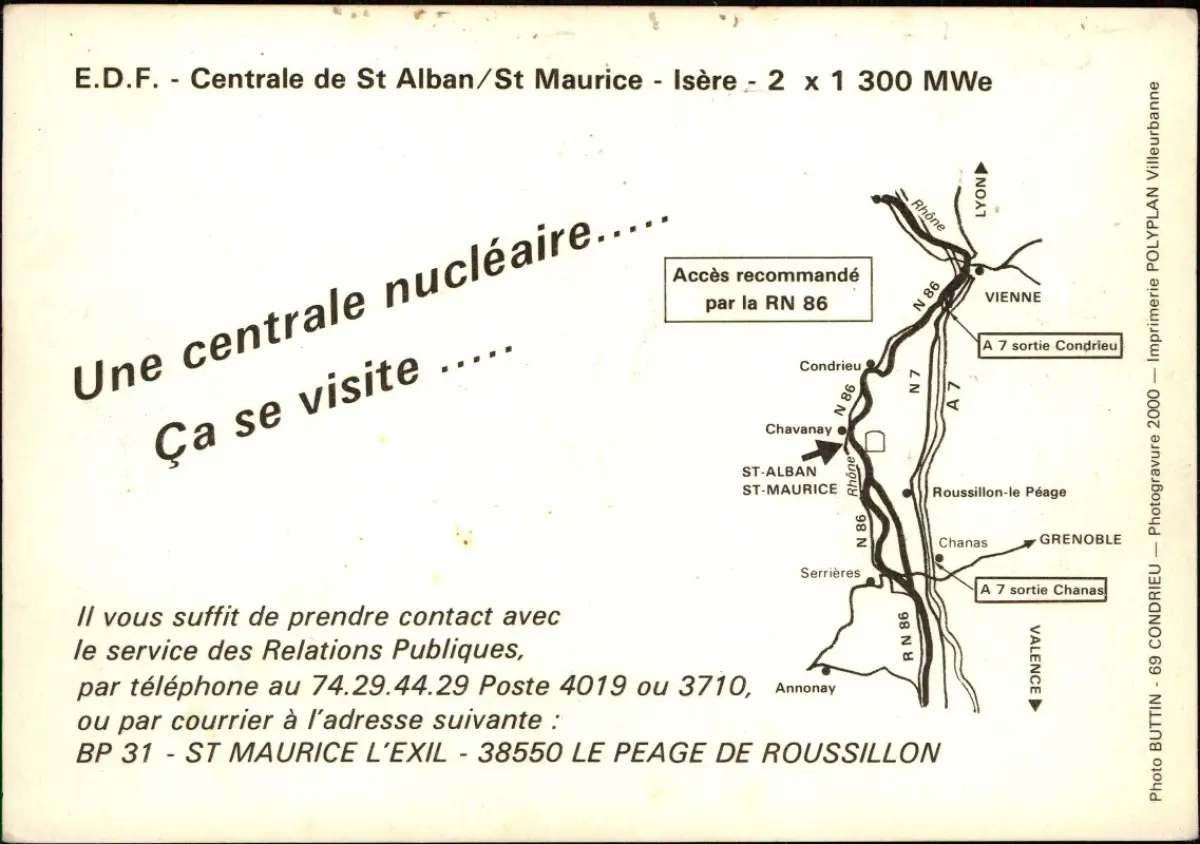 E.D.F. - Centrale de St Alban/St Maurice - Isère - 2 x 1 300 MWe
Une centrale nucléaire.....
Ça se visite .....
Accès recommandé
par la RN 86
LYON
Rhône
N 86
VIENNE
A 7 sortie Condrieu
Condrieu
N 7
A 7
N 86
Chavanay
ST-ALBAN
ST-MAURICE
Rhône
Roussillon-le Péage
N 86
Chanas
GRENOBLE
Serrières
A 7 sortie Chanas
R N 86
VALENCE
Annonay
Il vous suffit de prendre contact avec
le service des Relations Publiques,
par téléphone au 74.29.44.29 Poste 4019 ou 3710,
ou par courrier à l'adresse suivante :
BP 31 - ST MAURICE L'EXIL - 38550 LE PEAGE DE ROUSSILLON
Photo BUTTIN - 69 CONDRIEU — Photogravure 2000 — Imprimerie POLYPLAN Villeurbanne